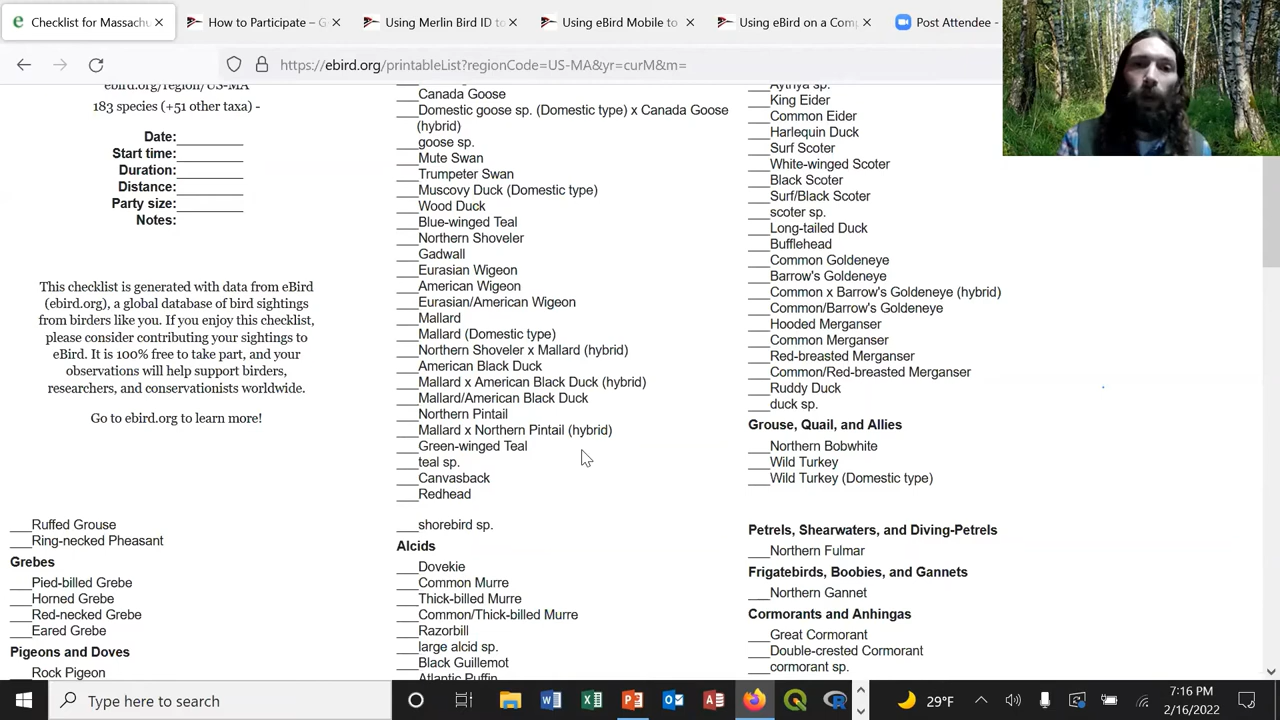 Checklist for Massachu
How to Participate – G
Using Merlin Bird ID to
Using eBird Mobile to
Using eBird on a Com
Post Attendee -
https://ebird.org/printableList?regionCode=US-MA&yr=curM&m=
ebird.org/region/US-MA
183 species (+51 other taxa) -
Date:
Start time:
Duration:
Distance:
Party size:
Notes:
This checklist is generated with data from eBird
(ebird.org), a global database of bird sightings
from birders like you. If you enjoy this checklist,
please consider contributing your sightings to
eBird. It is 100% free to take part, and your
observations will help support birders,
researchers, and conservationists worldwide.
Go to ebird.org to learn more!
Canada Goose
Domestic goose sp. (Domestic type) x Canada Goose
(hybrid)
goose sp.
Mute Swan
Trumpeter Swan
Muscovy Duck (Domestic type)
Wood Duck
Blue-winged Teal
Northern Shoveler
Gadwall
Eurasian Wigeon
American Wigeon
Eurasian/American Wigeon
Mallard
Mallard (Domestic type)
Northern Shoveler x Mallard (hybrid)
American Black Duck
Mallard x American Black Duck (hybrid)
Mallard/American Black Duck
Northern Pintail
Mallard x Northern Pintail (hybrid)
Green-winged Teal
teal sp.
Canvasback
Redhead
Aythya sp.
King Eider
Common Eider
Harlequin Duck
Surf Scoter
White-winged Scoter
Black Scoter
Surf/Black Scoter
scoter sp.
Long-tailed Duck
Bufflehead
Common Goldeneye
Barrow's Goldeneye
Common x Barrow's Goldeneye (hybrid)
Common/Barrow's Goldeneye
Hooded Merganser
Common Merganser
Red-breasted Merganser
Common/Red-breasted Merganser
Ruddy Duck
duck sp.
Grouse, Quail, and Allies
Northern Bobwhite
Wild Turkey
Wild Turkey (Domestic type)
Ruffed Grouse
Ring-necked Pheasant
Grebes
Pied-billed Grebe
Horned Grebe
Red-necked Grebe
Eared Grebe
Pigeons and Doves
Rock Pigeon
shorebird sp.
Alcids
Dovekie
Common Murre
Thick-billed Murre
Common/Thick-billed Murre
Razorbill
large alcid sp.
Black Guillemot
Atlantic Puffin
Petrels, Shearwaters, and Diving-Petrels
Northern Fulmar
Frigatebirds, Boobies, and Gannets
Northern Gannet
Cormorants and Anhingas
Great Cormorant
Double-crested Cormorant
cormorant sp.
Type here to search
29°F
7:16 PM
2/16/2022